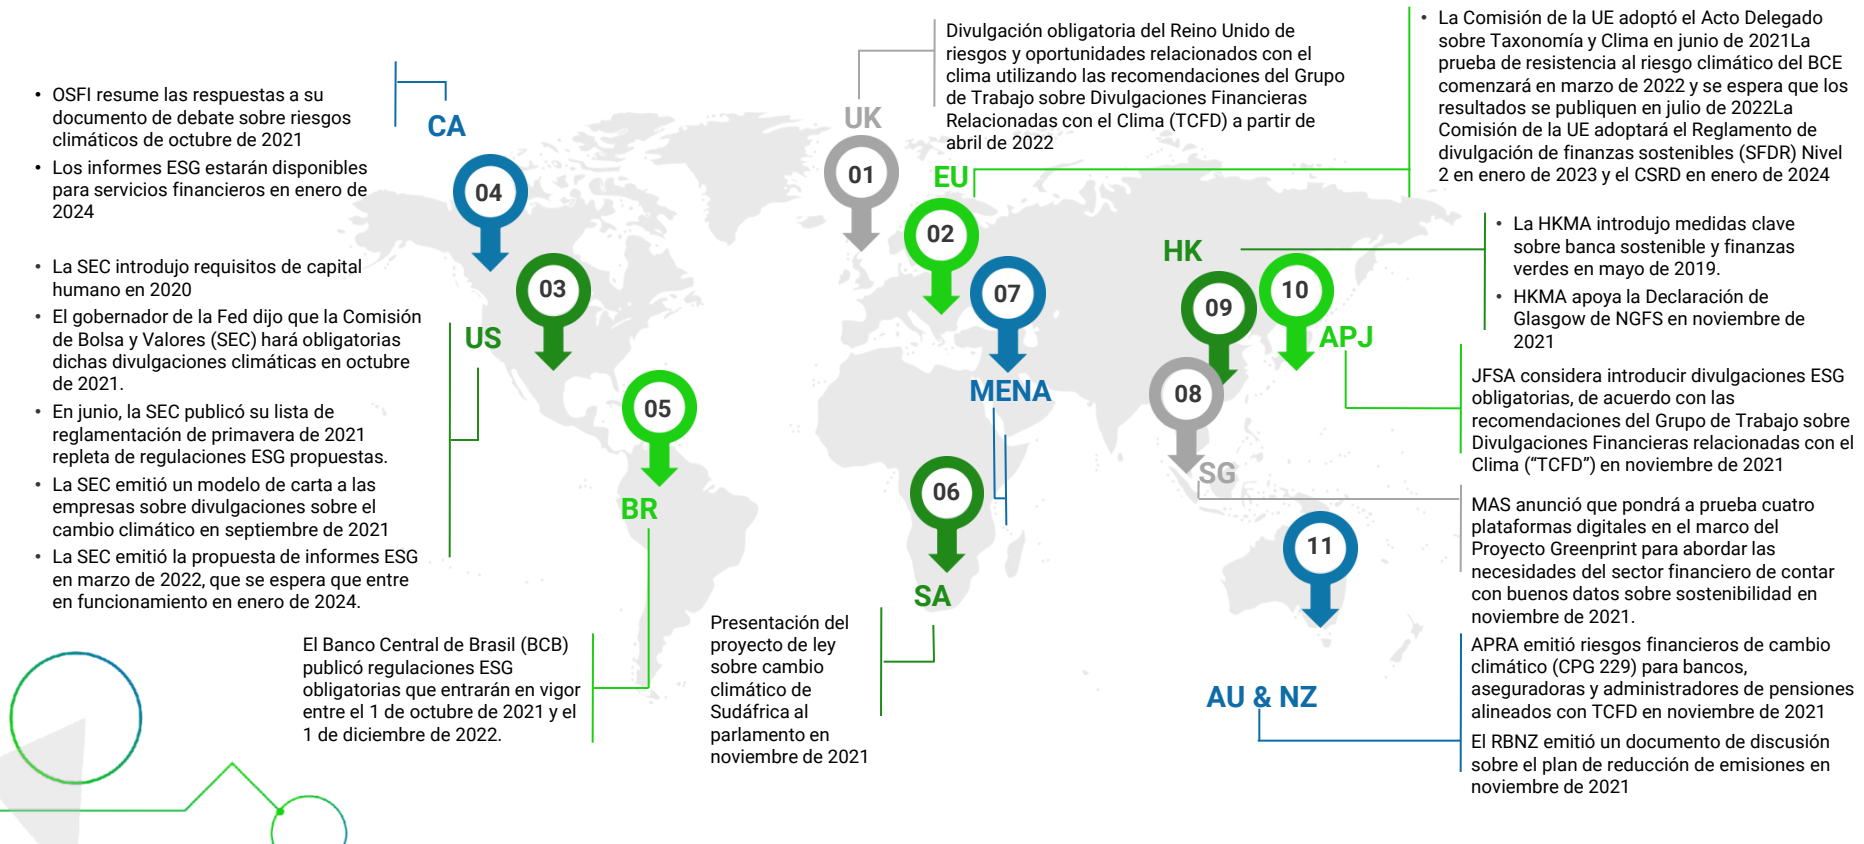 • OSFI resume las respuestas a su
documento de debate sobre riesgos
climáticos de octubre de 2021
• Los informes ESG estarán disponibles
para servicios financieros en enero de
2024
CA
04
• La SEC introdujo requisitos de capital
humano en 2020
• El gobernador de la Fed dijo que la Comisión
de Bolsa y Valores (SEC) hará obligatorias
dichas divulgaciones climáticas en octubre
de 2021.
• En junio, la SEC publicó su lista de
reglamentación de primavera de 2021
repleta de regulaciones ESG propuestas.
• La SEC emitió un modelo de carta a las
empresas sobre divulgaciones sobre el
cambio climático en septiembre de 2021
• La SEC emitió la propuesta de informes ESG
en marzo de 2022, que se espera que entre
en funcionamiento en enero de 2024.
US
03
05
BR
El Banco Central de Brasil (BCB)
publicó regulaciones ESG
obligatorias que entrarán en vigor
entre el 1 de octubre de 2021 y el
1 de diciembre de 2022.
Divulgación obligatoria del Reino Unido de
riesgos y oportunidades relacionados con el
clima utilizando las recomendaciones del Grupo
de Trabajo sobre Divulgaciones Financieras
Relacionadas con el Clima (TCFD) a partir de
abril de 2022
UK
01
EU
02
07
MENA
06
SA
Presentación del
proyecto de ley
sobre cambio
climático de
Sudáfrica al
parlamento en
noviembre de 2021
• La Comisión de la UE adoptó el Acto Delegado
sobre Taxonomía y Clima en junio de 2021La
prueba de resistencia al riesgo climático del BCE
comenzará en marzo de 2022 y se espera que los
resultados se publiquen en julio de 2022La
Comisión de la UE adoptará el Reglamento de
divulgación de finanzas sostenibles (SFDR) Nivel
2 en enero de 2023 y el CSRD en enero de 2024
HK
09
• La HKMA introdujo medidas clave
sobre banca sostenible y finanzas
verdes en mayo de 2019.
• HKMA apoya la Declaración de
Glasgow de NGFS en noviembre de
2021
10
APJ
JFSA considera introducir divulgaciones ESG
obligatorias, de acuerdo con las
recomendaciones del Grupo de Trabajo sobre
Divulgaciones Financieras relacionadas con el
Clima (“TCFD”) en noviembre de 2021
08
SG
MAS anunció que pondrá a prueba cuatro
plataformas digitales en el marco del
Proyecto Greenprint para abordar las
necesidades del sector financiero de contar
con buenos datos sobre sostenibilidad en
noviembre de 2021.
11
AU & NZ
APRA emitió riesgos financieros de cambio
climático (CPG 229) para bancos,
aseguradoras y administradores de pensiones
alineados con TCFD en noviembre de 2021
El RBNZ emitió un documento de discusión
sobre el plan de reducción de emisiones en
noviembre de 2021